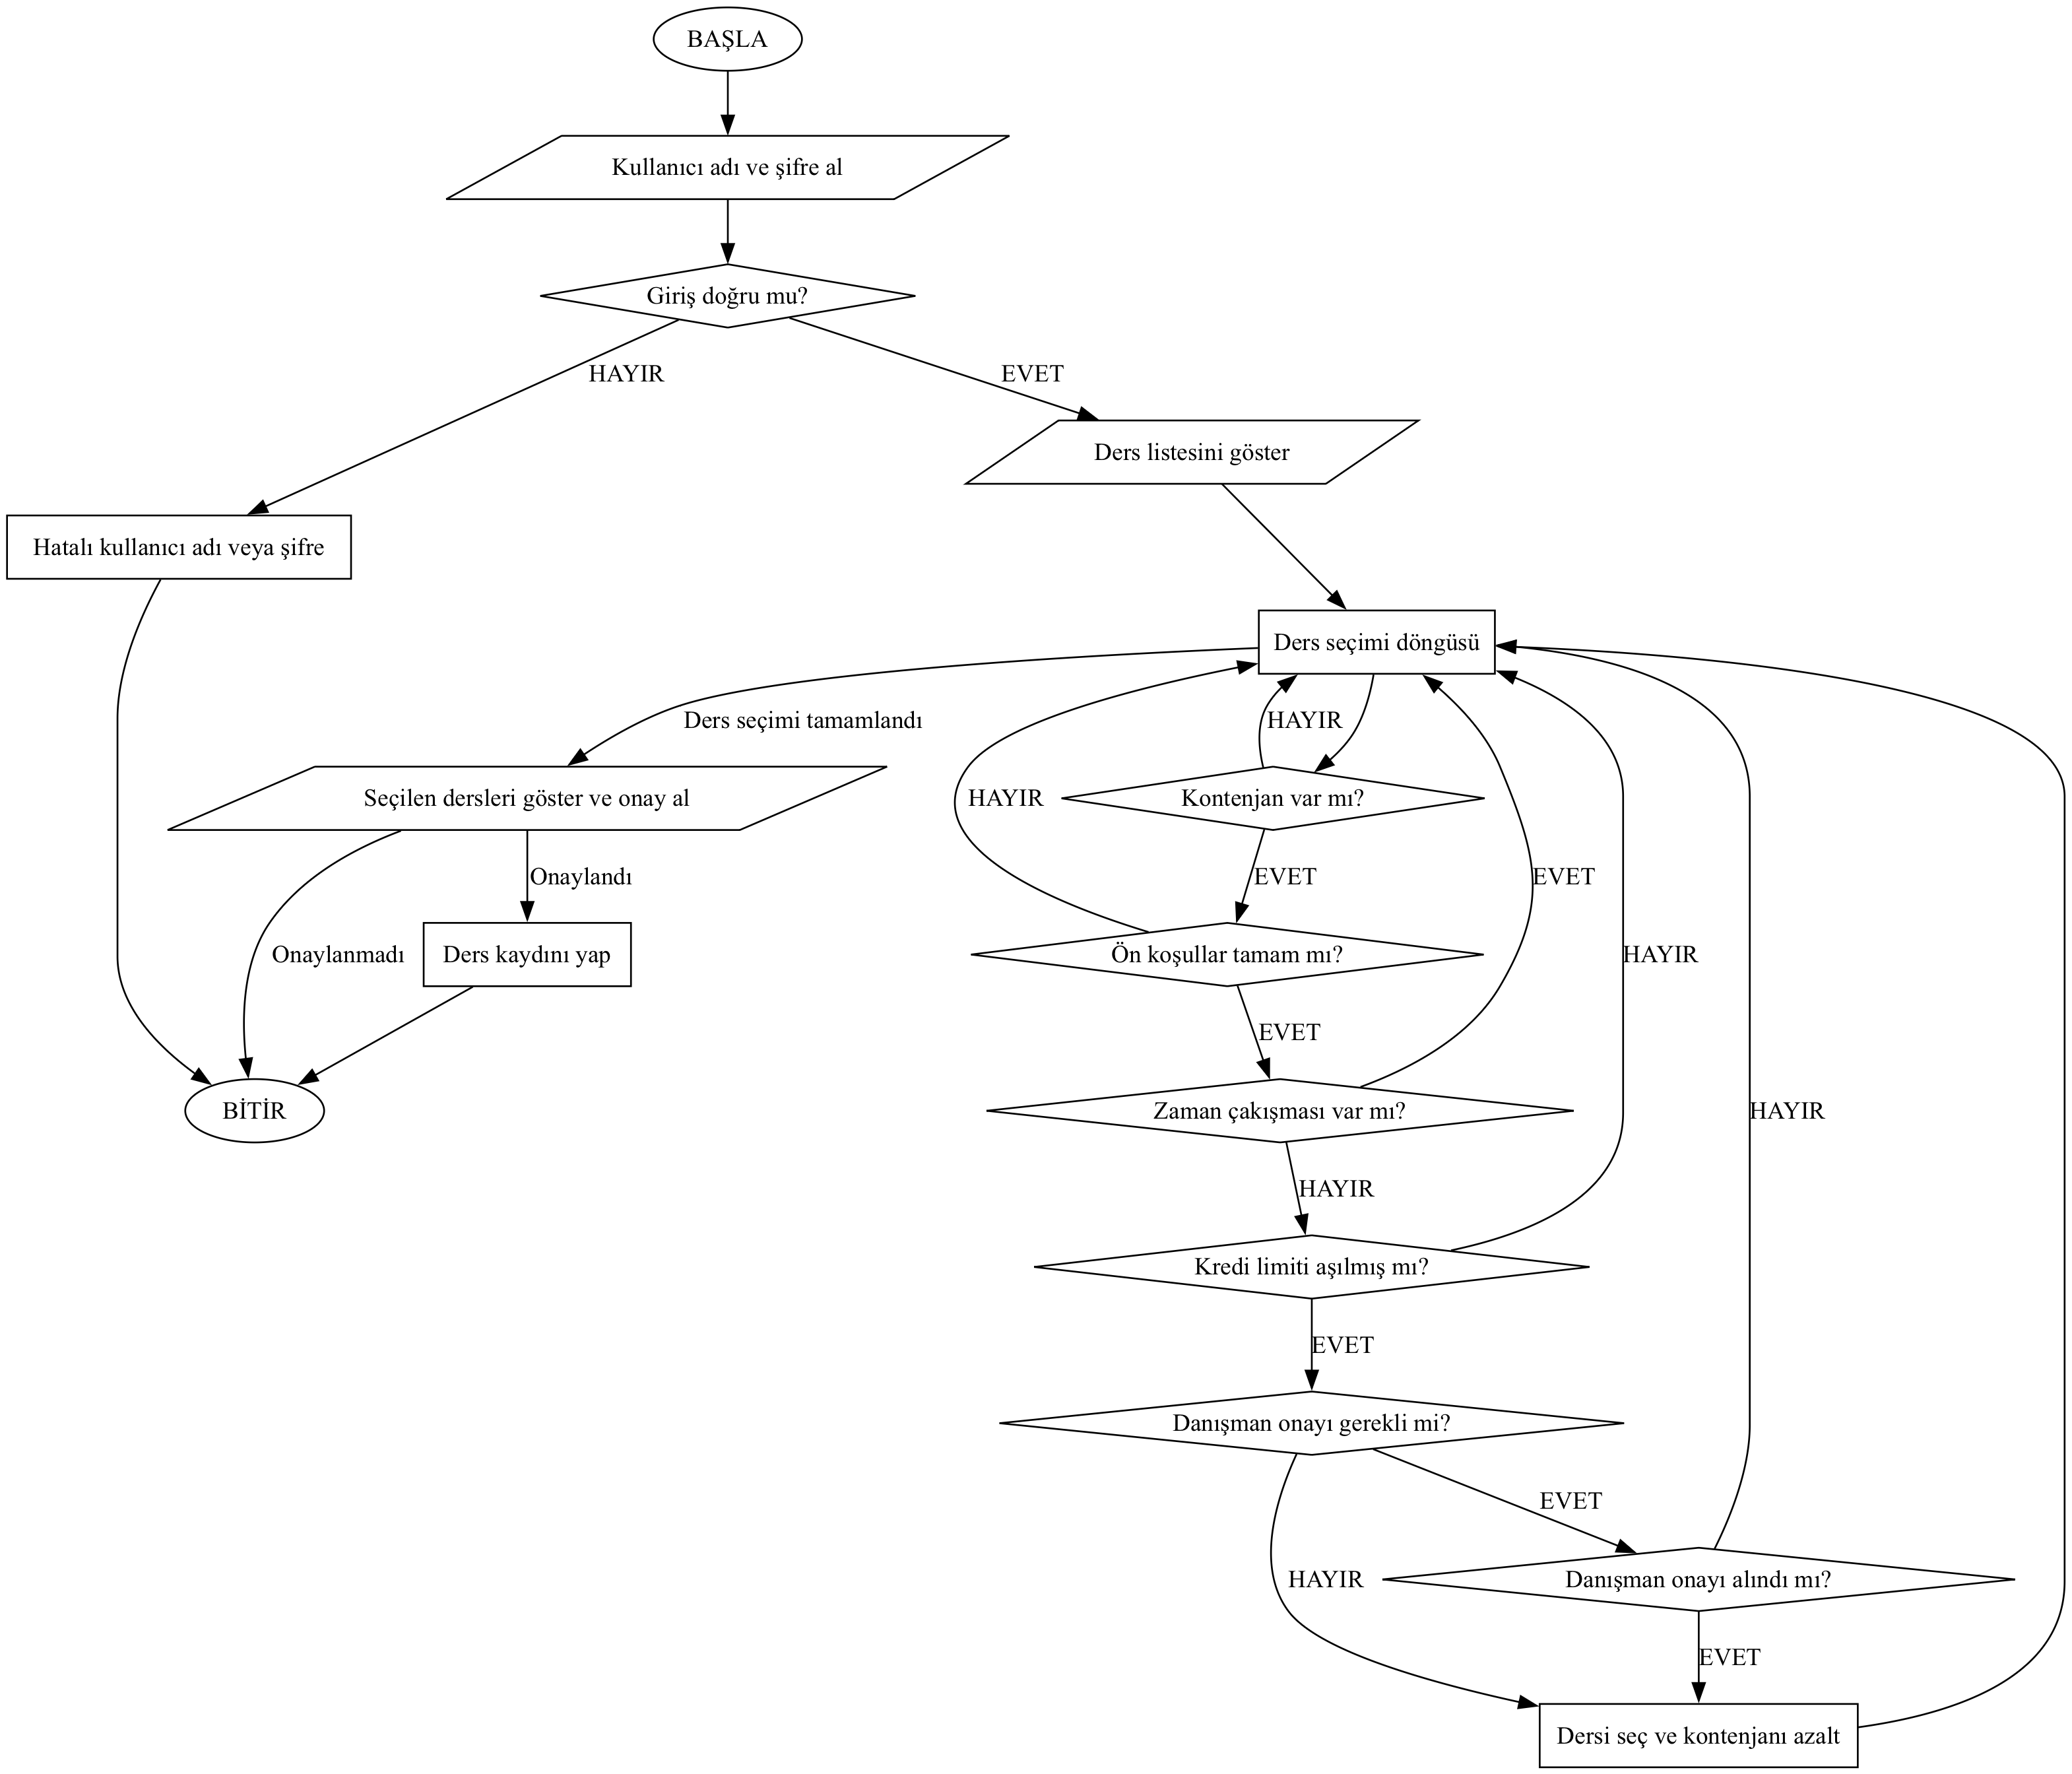 BAŞLA
Kullanıcı adı ve şifre al
Giriş doğru mu?
HAYIR
EVET
Ders listesini göster
Hatalı kullanıcı adı veya şifre
Ders seçimi döngüsü
Ders seçimi tamamlandı
HAYIR
Seçilen dersleri göster ve onay al
HAYIR
Kontenjan var mı?
Onaylandı
EVET
EVET
Onaylanmadı
Ders kaydını yap
Ön koşullar tamam mı?
HAYIR
EVET
BİTİR
Zaman çakışması var mı?
HAYIR
HAYIR
Kredi limiti aşılmış mı?
EVET
Danışman onayı gerekli mi?
EVET
HAYIR
Danışman onayı alındı mı?
EVET
Dersi seç ve kontenjanı azalt